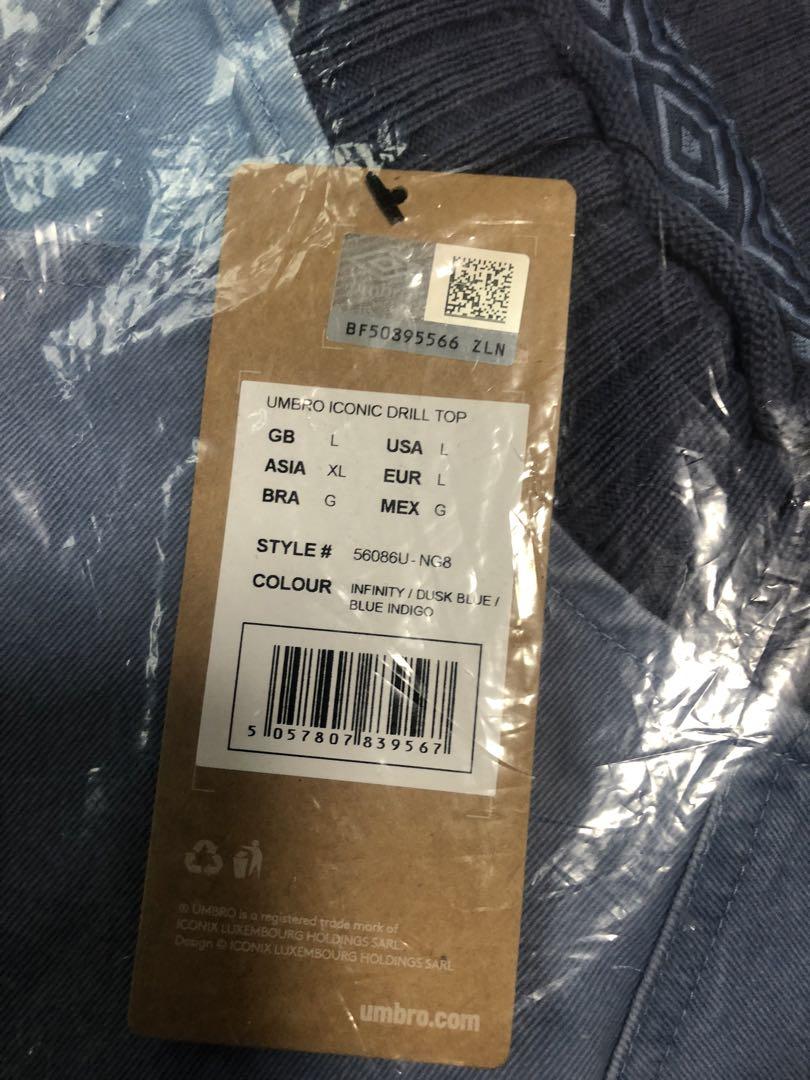 BF50395566 ZLN
UMBRO ICONIC DRILL TOP
GB L USA L
ASIA XL EUR L
BRA G MEX G
STYLE # 56086U-NG8
COLOUR INFINITY / DUSK BLUE /
BLUE INDIGO
5 057807 839567
® UMBRO is a registered trade mark of
ICONIX LUXEMBOURG HOLDINGS SARL
Design © ICONIX LUXEMBOURG HOLDINGS SARL
umbro.com